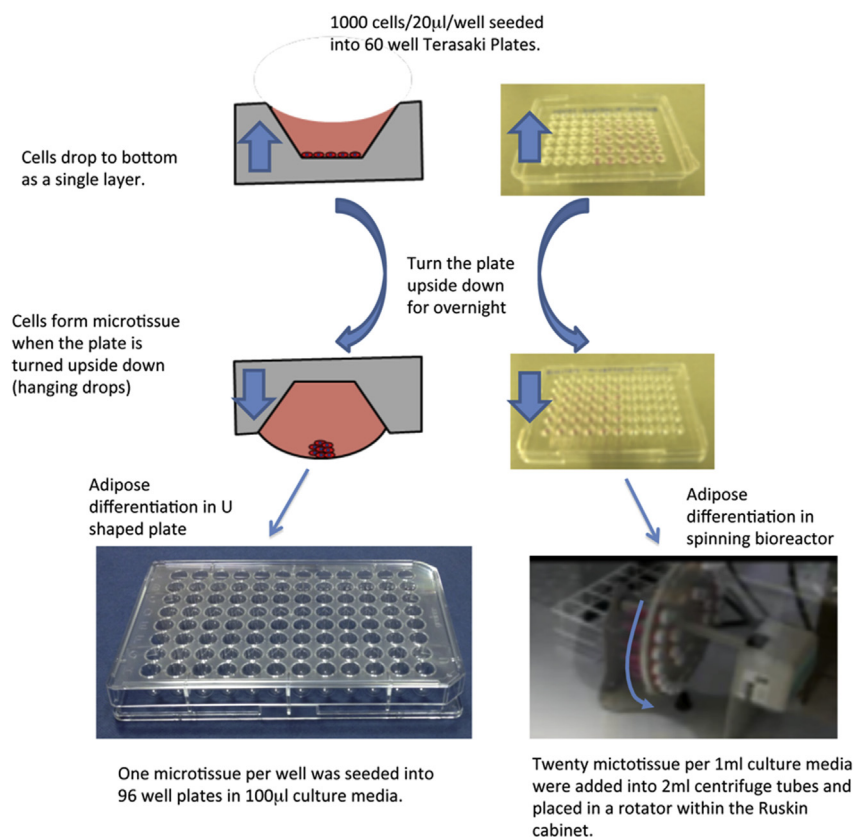 1000 cells/20µl/well seeded
into 60 well Terasaki Plates.
Cells drop to bottom
as a single layer.
Turn the plate
upside down
for overnight
Cells form microtissue
when the plate is
turned upside down
(hanging drops)
Adipose
differentiation in U
shaped plate
Adipose
differentiation in
spinning bioreactor
One microtissue per well was seeded into
96 well plates in 100µl culture media.
Twenty mictotissue per 1ml culture media
were added into 2ml centrifuge tubes and
placed in a rotator within the Ruskin
cabinet.